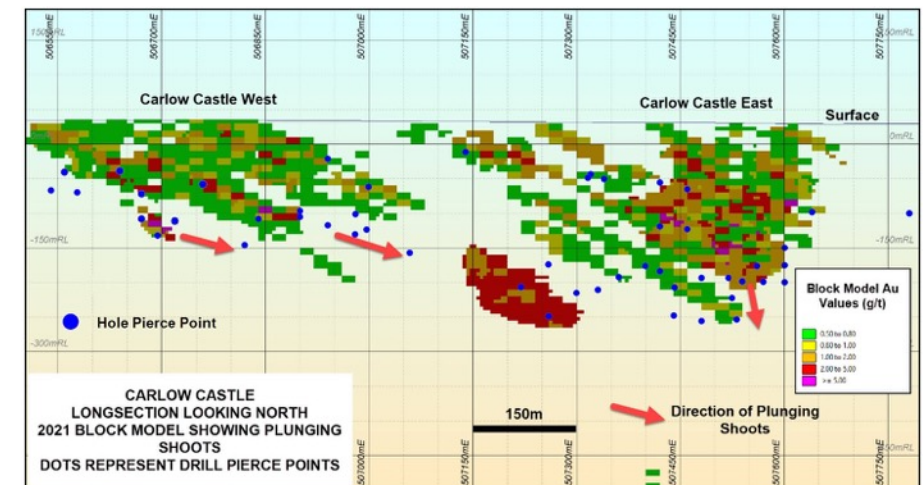 150mRL
506550mE
506700mE
506850mE
507000mE
507150mE
507300mE
507450mE
507600mE
507750mE
Carlow Castle West
Carlow Castle East
Surface
0mRL
-150mRL
-150mRL
Block Model Au
Values (g/t)
0.50 to 0.80
0.80 to 1.00
1.00 to 2.00
2.00 to 5.00
>= 5.00
Hole Pierce Point
-300mRL
CARLOW CASTLE
LONGSECTION LOOKING NORTH
2021 BLOCK MODEL SHOWING PLUNGING
SHOOTS
DOTS REPRESENT DRILL PIERCE POINTS
150m
Direction of Plunging
Shoots
507000mE
507150mE
507300mE
507450mE
507600mE
507750mE